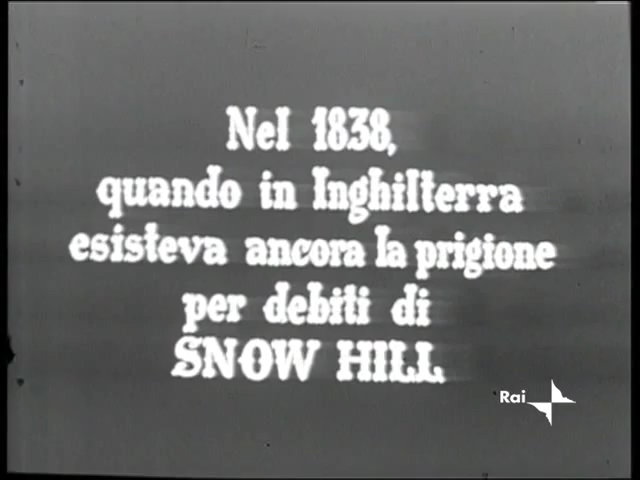 Nel 1838,
quando in Inghilterra
esisteva ancora la prigione
per debiti di
SNOW HILL
Rai